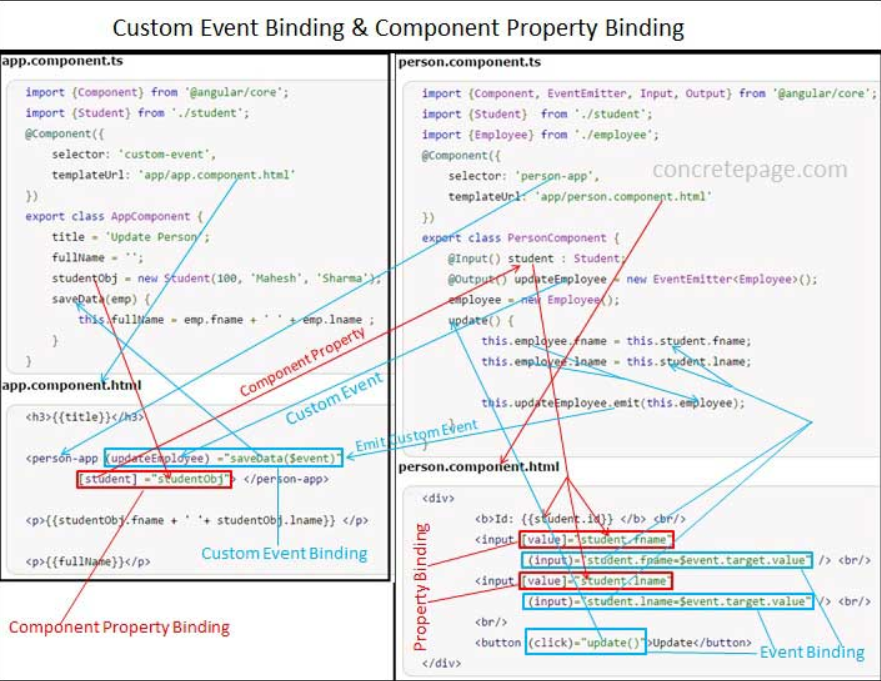 Custom Event Binding & Component Property Binding
app.component.ts
import {Component} from '@angular/core';
import {Student} from './student';
@Component({
selector: 'custom-event',
templateUrl: 'app/app.component.html'
})
export class AppComponent {
title = 'Update Person';
fullName = '';
studentObj = new Student(100, 'Mahesh', 'Sharma');
saveData(emp) {
this.fullName = emp.fname + ' ' + emp.lname ;
}
}
app.component.html
<h3>{{title}}</h3>
<person-app (updateEmployee) ="saveData($event)"
[student] ="studentObj"> </person-app>
<p>{{studentObj.fname + ' '+ studentObj.lname}} </p>
<p>{{fullName}}</p>
Custom Event Binding
Component Property Binding
Component Property
Custom Event
Emit Custom Event
person.component.ts
import {Component, EventEmitter, Input, Output} from '@angular/core';
import {Student} from './student';
import {Employee} from './employee';
@Component({
concretepage.com
selector: 'person-app',
templateUrl: 'app/person.component.html'
})
export class PersonComponent {
@Input() student : Student;
@Output() updateEmployee = new EventEmitter<Employee>();
employee = new Employee();
update() {
this.employee.fname = this.student.fname;
this.employee.lname = this.student.lname;
this.updateEmployee.emit(this.employee);
}
}
person.component.html
<div>
<b>Id: {{student.id}} </b> <br/>
<input [value]="student.fname"
(input)="student.fname=$event.target.value" /> <br/>
<input [value]="student.lname"
(input)="student.lname=$event.target.value" /> <br/>
<br/>
<button (click)="update()">Update</button>
</div>
Property Binding
Event Binding